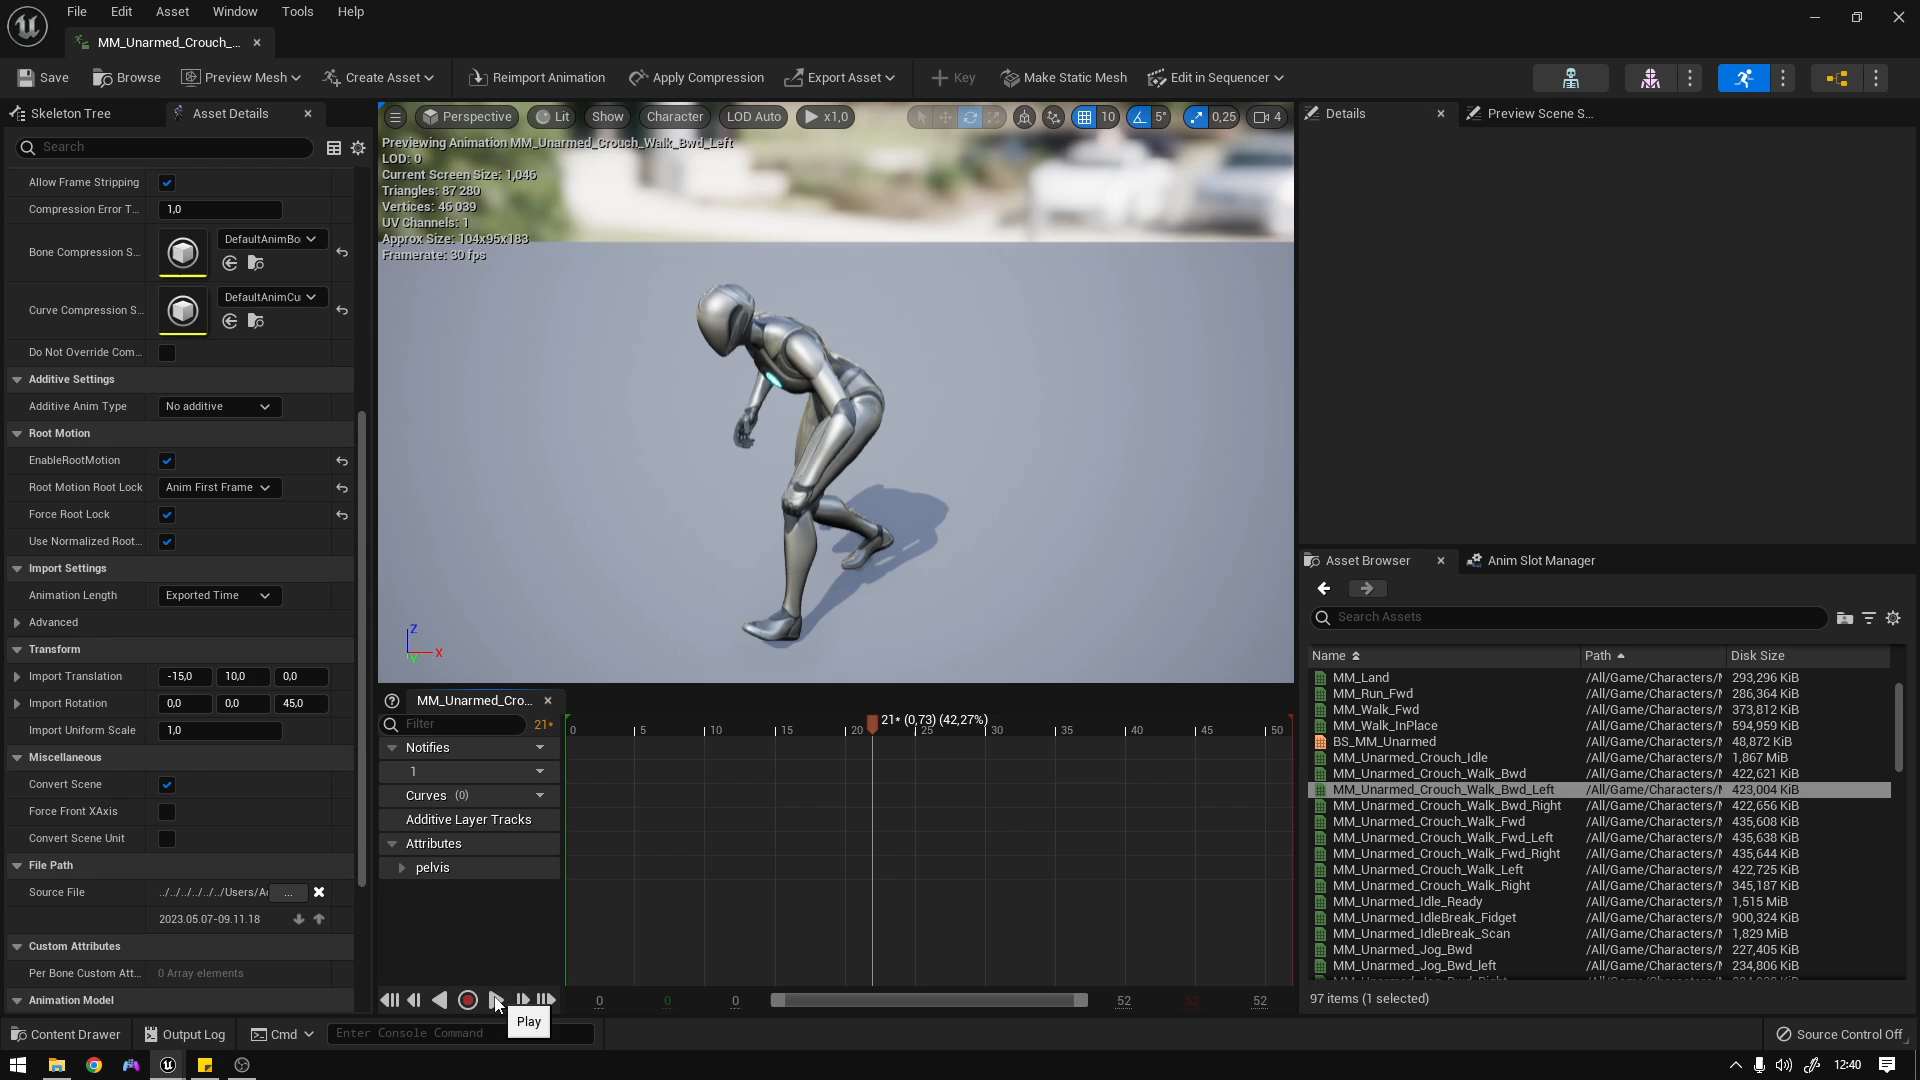 File Edit Asset Window Tools Help
MM_Unarmed_Crouch_...
Save Browse Preview Mesh Create Asset Reimport Animation Apply Compression Export Asset Key Make Static Mesh Edit in Sequencer
Skeleton Tree Asset Details
Search
Allow Frame Stripping
Compression Error T... 1,0
DefaultAnimBo
Bone Compression S...
DefaultAnimCu
Curve Compression S...
Do Not Override Com...
Additive Settings
Additive Anim Type No additive
Root Motion
EnableRootMotion
Root Motion Root Lock Anim First Frame
Force Root Lock
Use Normalized Root...
Import Settings
Animation Length Exported Time
Advanced
Transform
Import Translation -15,0 10,0 0,0
Import Rotation 0,0 0,0 45,0
Import Uniform Scale 1,0
Miscellaneous
Convert Scene
Force Front XAxis
Convert Scene Unit
File Path
Source File ../../../../../../Users/A ...
2023.05.07-09.11.18
Custom Attributes
Per Bone Custom Att... 0 Array elements
Animation Model
Perspective Lit Show Character LOD Auto x1,0 10 5° 0,25 4
Previewing Animation MM_Unarmed_Crouch_Walk_Bwd_Left
LOD: 0
Current Screen Size: 1,046
Triangles: 87 280
Vertices: 46 039
UV Channels: 1
Approx Size: 104x95x183
Framerate: 30 fps
Z
X
Y
MM_Unarmed_Cro...
Filter 21*
21* (0,73) (42,27%)
0 5 10 15 20 25 30 35 40 45 50
Notifies
1
Curves (0)
Additive Layer Tracks
Attributes
pelvis
0 0 0 52 52 52
Play
Details Preview Scene S...
Asset Browser Anim Slot Manager
Search Assets
Name Path Disk Size
MM_Land /All/Game/Characters/ 293,296 KiB
MM_Run_Fwd /All/Game/Characters/ 286,364 KiB
MM_Walk_Fwd /All/Game/Characters/ 373,812 KiB
MM_Walk_InPlace /All/Game/Characters/ 594,959 KiB
BS_MM_Unarmed /All/Game/Characters/ 48,872 KiB
MM_Unarmed_Crouch_Idle /All/Game/Characters/ 1,867 MiB
MM_Unarmed_Crouch_Walk_Bwd /All/Game/Characters/ 422,621 KiB
MM_Unarmed_Crouch_Walk_Bwd_Left /All/Game/Characters/ 423,004 KiB
MM_Unarmed_Crouch_Walk_Bwd_Right /All/Game/Characters/ 422,656 KiB
MM_Unarmed_Crouch_Walk_Fwd /All/Game/Characters/ 435,608 KiB
MM_Unarmed_Crouch_Walk_Fwd_Left /All/Game/Characters/ 435,638 KiB
MM_Unarmed_Crouch_Walk_Fwd_Right /All/Game/Characters/ 435,644 KiB
MM_Unarmed_Crouch_Walk_Left /All/Game/Characters/ 422,725 KiB
MM_Unarmed_Crouch_Walk_Right /All/Game/Characters/ 345,187 KiB
MM_Unarmed_Idle_Ready /All/Game/Characters/ 1,515 MiB
MM_Unarmed_IdleBreak_Fidget /All/Game/Characters/ 900,324 KiB
MM_Unarmed_IdleBreak_Scan /All/Game/Characters/ 1,829 MiB
MM_Unarmed_Jog_Bwd /All/Game/Characters/ 227,405 KiB
MM_Unarmed_Jog_Bwd_left /All/Game/Characters/ 234,806 KiB
97 items (1 selected)
Content Drawer Output Log Cmd Enter Console Command Source Control Off
12:40